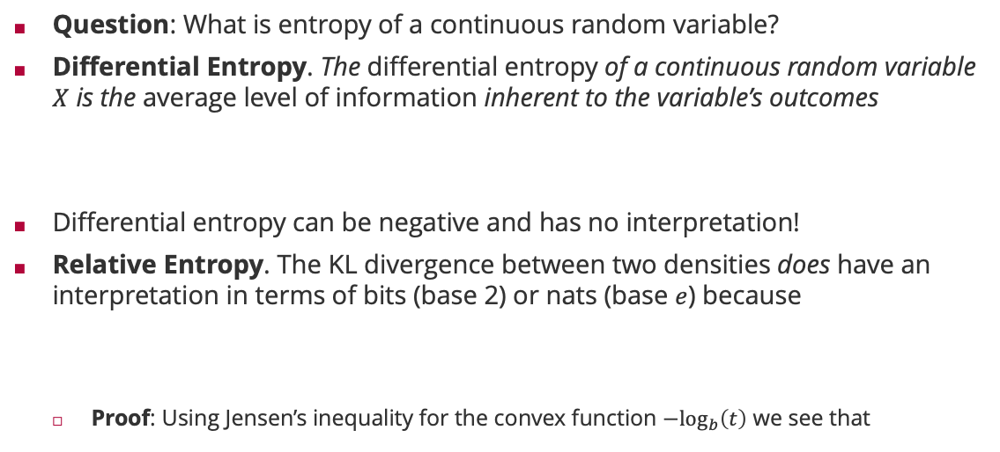 Question: What is entropy of a continuous random variable?
Differential Entropy. The differential entropy of a continuous random variable
X is the average level of information inherent to the variable’s outcomes
Differential entropy can be negative and has no interpretation!
Relative Entropy. The KL divergence between two densities does have an
interpretation in terms of bits (base 2) or nats (base e) because
Proof: Using Jensen’s inequality for the convex function −log_b(t) we see that